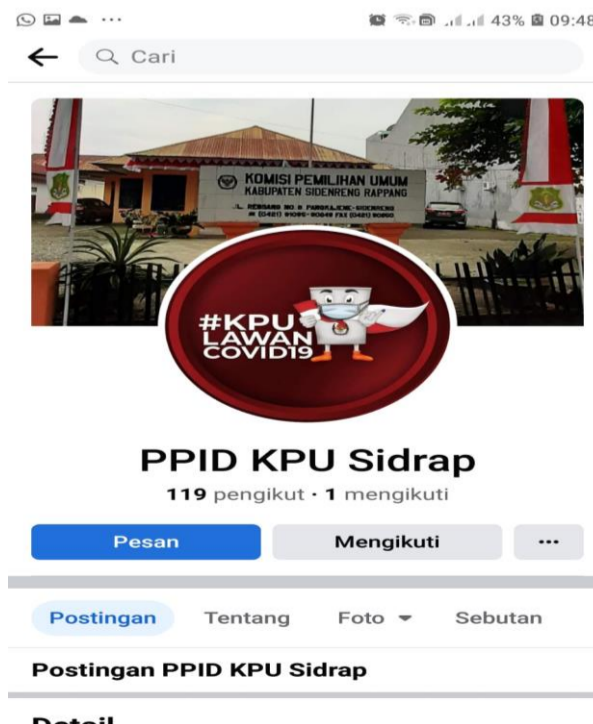 43% 09:48
Cari
KOMISI PEMILIHAN UMUM
KABUPATEN SIDENRENG RAPPANG
#KPU
LAWAN
COVID19
PPID KPU Sidrap
119 pengikut · 1 mengikuti
Pesan Mengikuti ...
Postingan Tentang Foto Sebutan
Postingan PPID KPU Sidrap
Detail